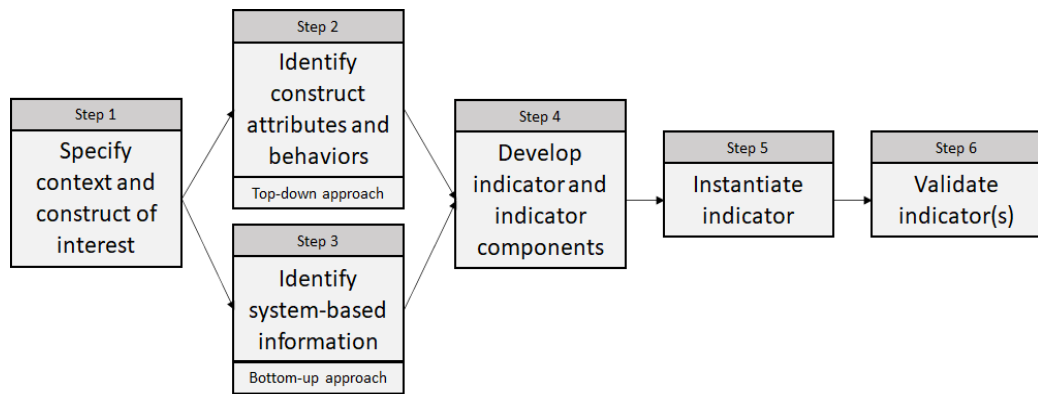 Step 1
Specify
context and
construct of
interest
Step 2
Identify
construct
attributes and
behaviors
Top-down approach
Step 3
Identify
system-based
information
Bottom-up approach
Step 4
Develop
indicator and
indicator
components
Step 5
Instantiate
indicator
Step 6
Validate
indicator(s)